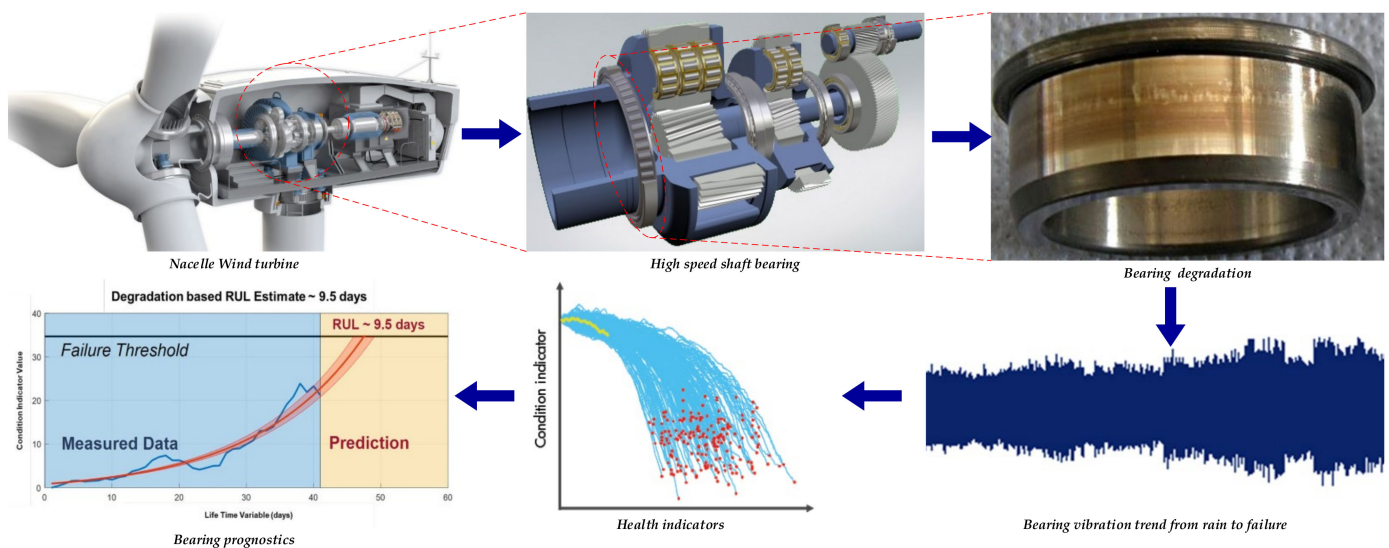 Nacelle Wind turbine
High speed shaft bearing
Bearing degradation
Degradation based RUL Estimate ~ 9.5 days
40
30
20
10
0
Condition Indicator Value
RUL ~ 9.5 days
Failure Threshold
Measured Data
Prediction
0
10
20
30
40
50
60
Life Time Variable (days)
Bearing prognostics
Condition indicator
Health indicators
Bearing vibration trend from rain to failure